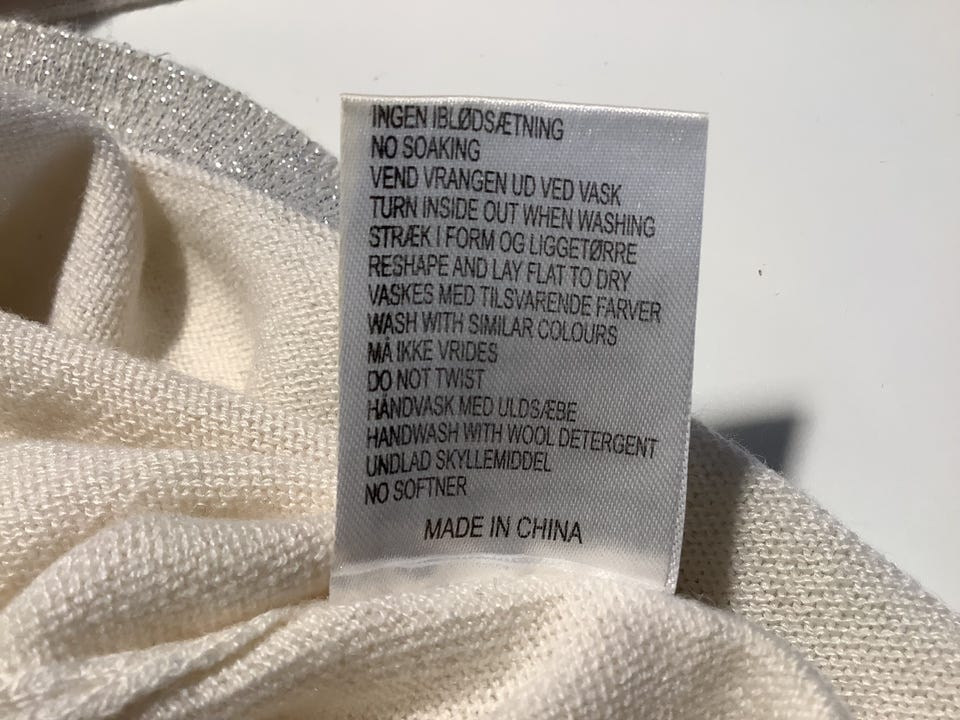 INGEN IBLØDSÆTNING
NO SOAKING
VEND VRANGEN UD VED VASK
TURN INSIDE OUT WHEN WASHING
STRÆK I FORM OG LIGGETØRRE
RESHAPE AND LAY FLAT TO DRY
VASKES MED TILSVARENDE FARVER
WASH WITH SIMILAR COLOURS
MÅ IKKE VRIDES
DO NOT TWIST
HÅNDVASK MED ULDSÆBE
HANDWASH WITH WOOL DETERGENT
UNDLAD SKYLLEMIDDEL
NO SOFTNER
MADE IN CHINA